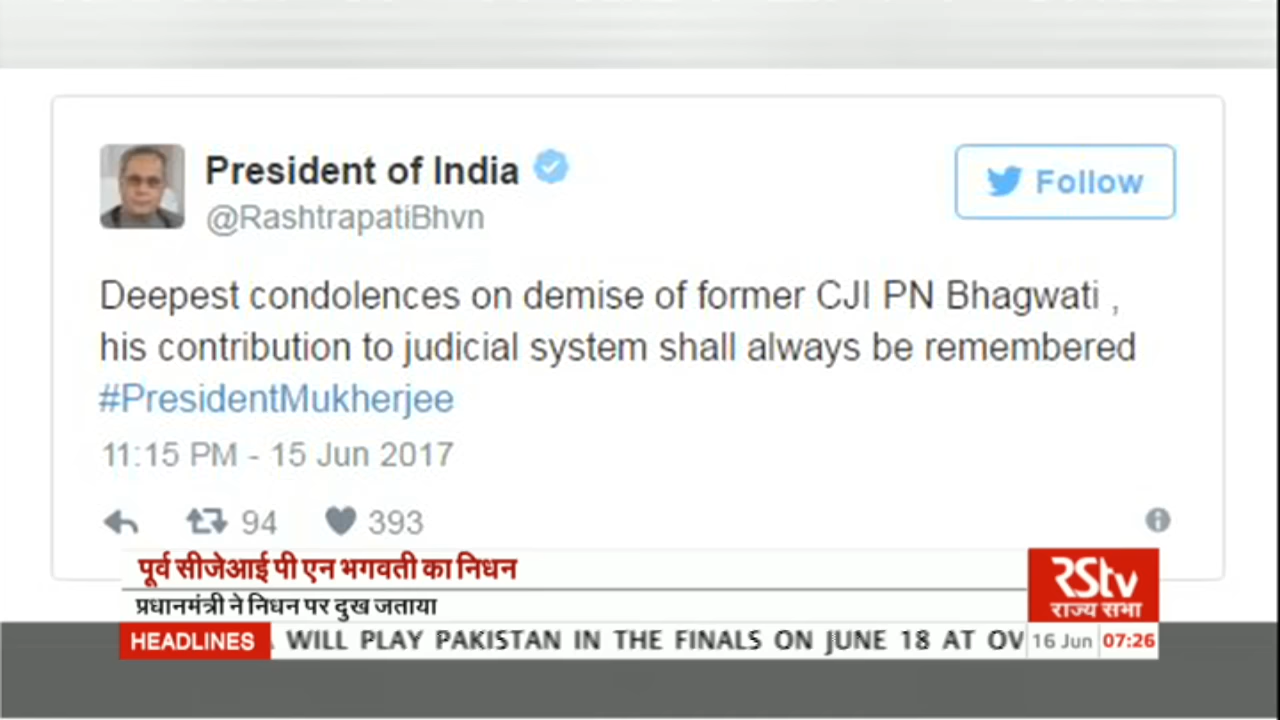 President of India
@RashtrapatiBhvn
Follow
Deepest condolences on demise of former CJI PN Bhagwati ,
his contribution to judicial system shall always be remembered
#PresidentMukherjee
11:15 PM - 15 Jun 2017
94 393
पूर्व सीजेआई पी एन भगवती का निधन
प्रधानमंत्री ने निधन पर दुख जताया
RStv
राज्य सभा
HEADLINES WILL PLAY PAKISTAN IN THE FINALS ON JUNE 18 AT OV 16 Jun 07:26